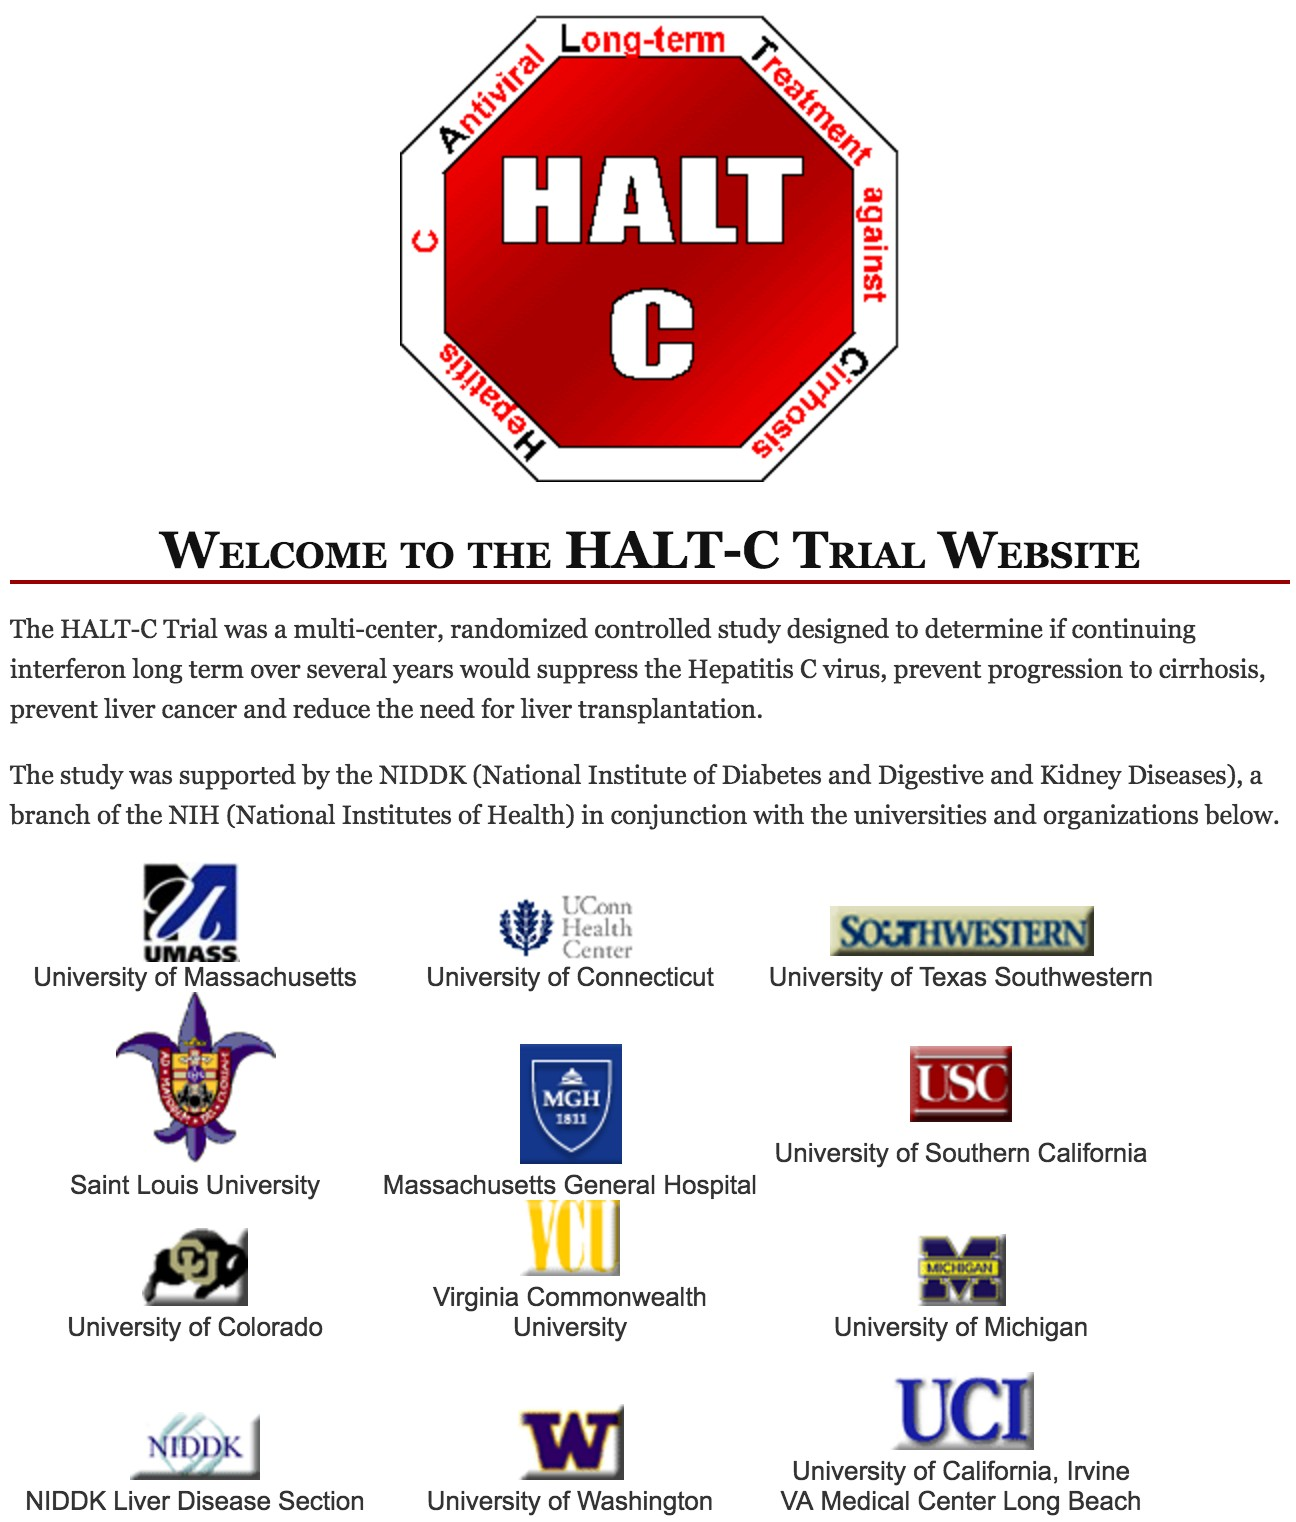 Hepatitis C Antiviral Long-term Treatment against Cirrhosis
HALT
C
WELCOME TO THE HALT-C TRIAL WEBSITE
The HALT-C Trial was a multi-center, randomized controlled study designed to determine if continuing
interferon long term over several years would suppress the Hepatitis C virus, prevent progression to cirrhosis,
prevent liver cancer and reduce the need for liver transplantation.
The study was supported by the NIDDK (National Institute of Diabetes and Digestive and Kidney Diseases), a
branch of the NIH (National Institutes of Health) in conjunction with the universities and organizations below.
UMASS
University of Massachusetts
UConn
Health
Center
University of Connecticut
SOUTHWESTERN
University of Texas Southwestern
Saint Louis University
MGH
1811
Massachusetts General Hospital
USC
University of Southern California
CU
University of Colorado
VCU
Virginia Commonwealth
University
M
MICHIGAN
University of Michigan
NIDDK
NIDDK Liver Disease Section
W
University of Washington
UCI
University of California, Irvine
VA Medical Center Long Beach